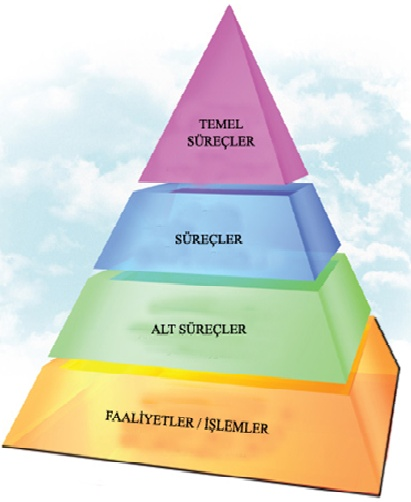 TEMEL
SÜREÇLER
SÜREÇLER
ALT SÜREÇLER
FAALİYETLER / İŞLEMLER